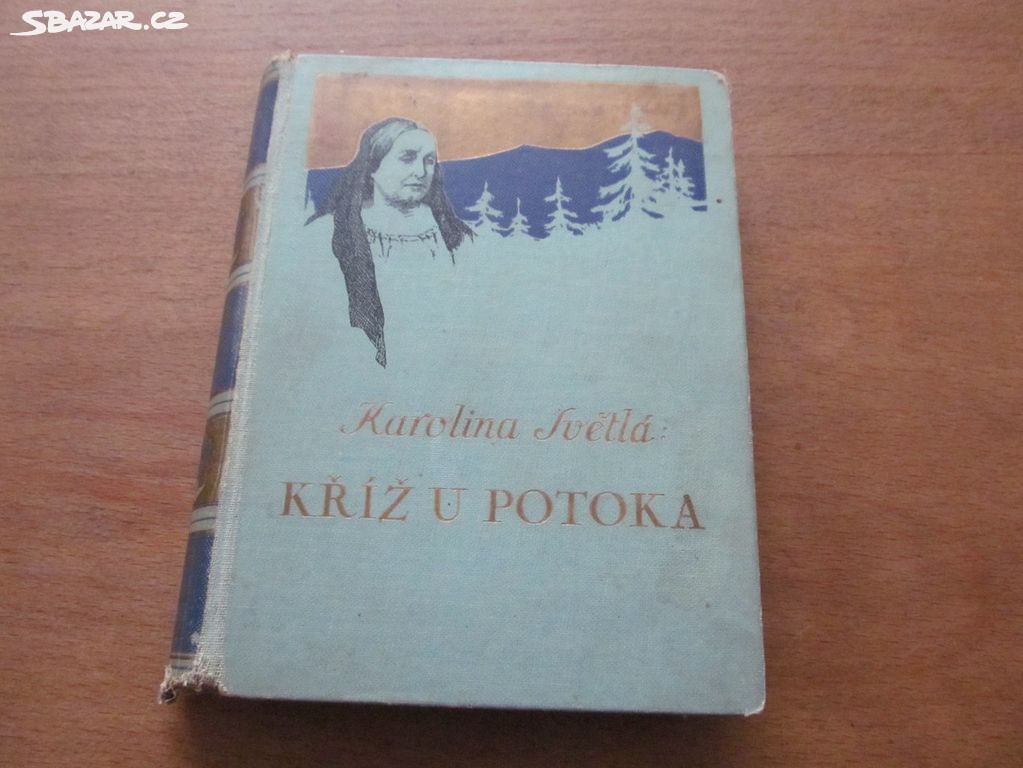 SBAZAR.CZ
Karolina Světlá:
KŘÍŽ U POTOKA